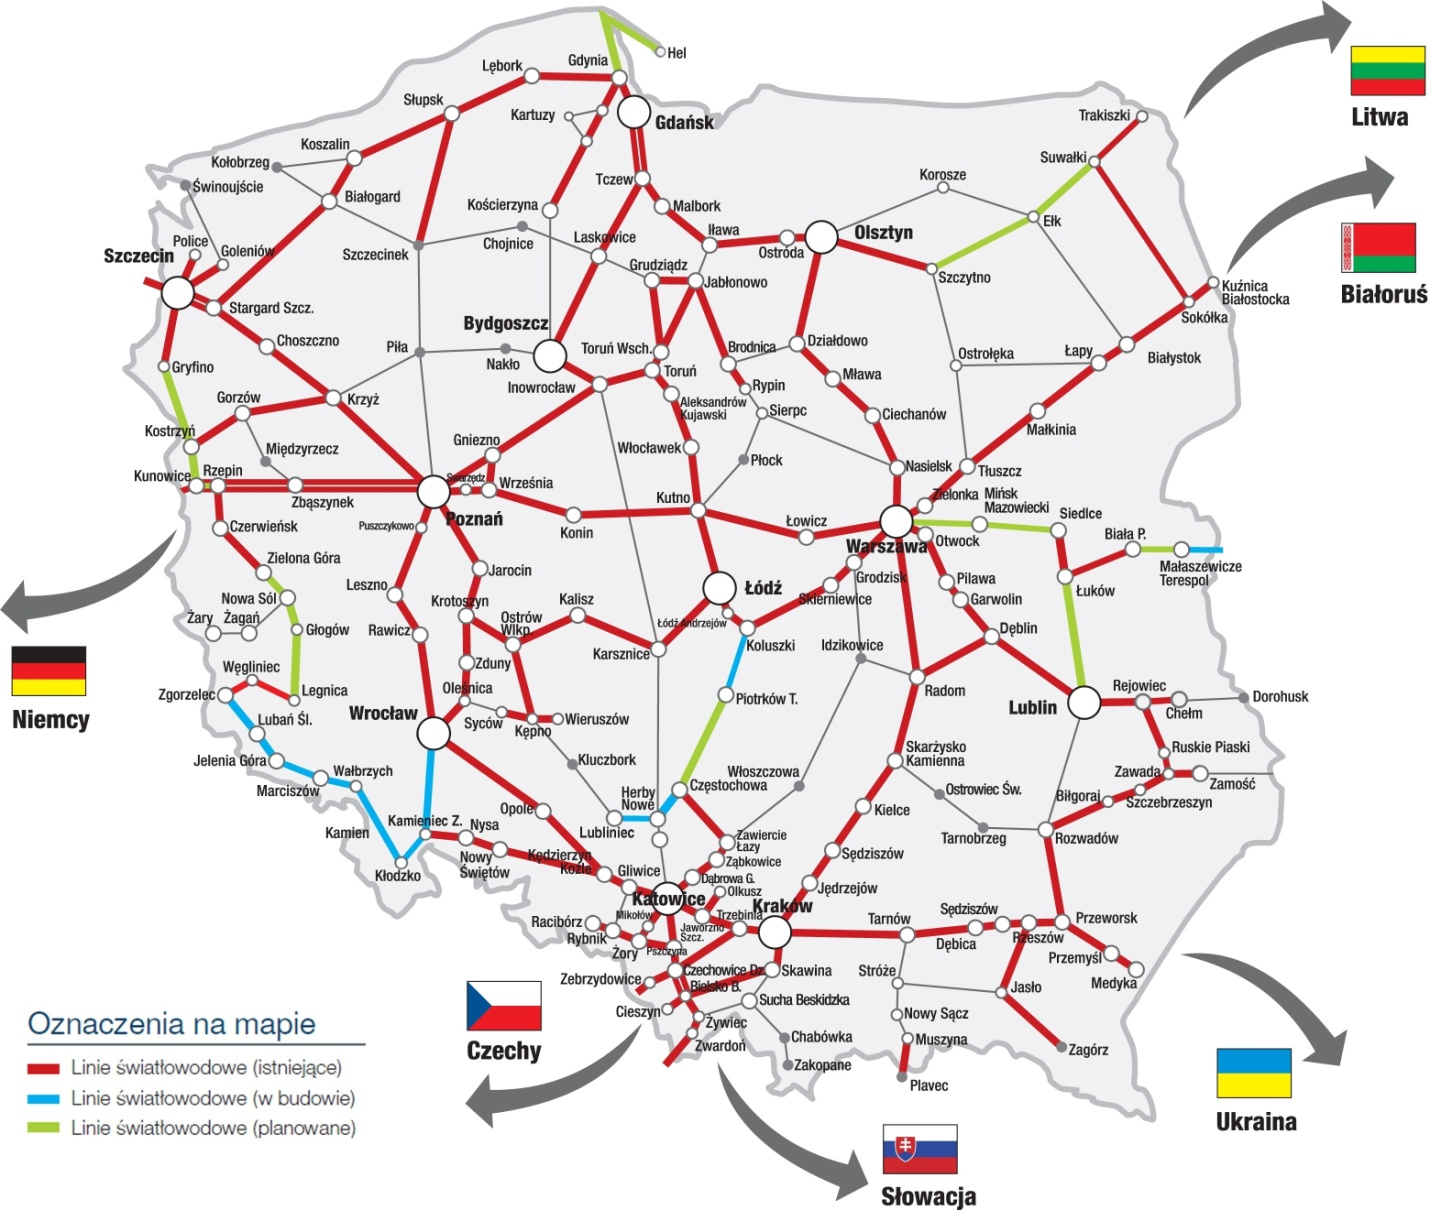 Hel
Gdynia
Lębork
Słupsk
Kartuzy
Gdańsk
Trakiszki
Litwa
Koszalin
Kołobrzeg
Świnoujście
Białogard
Tczew
Malbork
Suwałki
Korosze
Kościerzyna
Chojnice
Laskowice
Iława
Ostróda
Olsztyn
Ełk
Police
Goleniów
Szczecin
Szczecinek
Grudziądz
Jabłonowo
Szczytno
Kuźnica
Białostocka
Białoruś
Sokółka
Stargard Szcz.
Choszczno
Bydgoszcz
Piła
Nakło
Toruń Wsch.
Brodnica
Działdowo
Ostrołęka
Łapy
Białystok
Gryfino
Inowrocław
Toruń
Rypin
Mława
Gorzów
Krzyż
Aleksandrów
Kujawski
Sierpc
Ciechanów
Małkinia
Kostrzyń
Międzyrzecz
Gniezno
Włocławek
Płock
Nasielsk
Tłuszcz
Kunowice
Rzepin
Zbąszynek
Swarzędz
Września
Poznań
Puszczykowo
Konin
Kutno
Łowicz
Zielonka
Mińsk
Mazowiecki
Siedlce
Warszawa
Otwock
Biała P.
Małaszewicze
Terespol
Czerwieńsk
Zielona Góra
Nowa Sól
Żary
Żagań
Głogów
Leszno
Jarocin
Krotoszyn
Rawicz
Ostrów
Wlkp.
Kalisz
Łódź
Łódź Andrzejów
Koluszki
Skierniewice
Grodzisk
Pilawa
Garwolin
Łuków
Dęblin
Idzikowice
Karsznice
Zduny
Węgliniec
Zgorzelec
Legnica
Oleśnica
Syców
Wieruszów
Kępno
Wrocław
Piotrków T.
Radom
Lublin
Rejowiec
Chełm
Dorohusk
Niemcy
Lubań Śl.
Jelenia Góra
Marciszów
Wałbrzych
Kluczbork
Włoszczowa
Skarżysko
Kamienna
Ruskie Piaski
Zawada
Zamość
Szczebrzeszyn
Biłgoraj
Ostrowiec Św.
Tarnobrzeg
Rozwadów
Kamien
Kamieniec Z.
Nysa
Nowy
Świętów
Kłodzko
Opole
Kędzierzyn
Koźle
Lubliniec
Herby
Nowe
Częstochowa
Kielce
Zawiercie
Łazy
Ząbkowice
Sędziszów
Jędrzejów
Gliwice
Katowice
Dąbrowa G.
Olkusz
Kraków
Racibórz
Rybnik
Mikołów
Żory
Pszczyna
Jaworzno
Szcz.
Trzebinia
Tarnów
Sędziszów
Dębica
Rzeszów
Przeworsk
Przemyśl
Medyka
Zebrzydowice
Czechowice Dz.
Skawina
Bielsko B.
Sucha Beskidzka
Cieszyn
Żywiec
Zwardoń
Chabówka
Zakopane
Stróże
Nowy Sącz
Muszyna
Plavec
Jasło
Zagórz
Czechy
Słowacja
Ukraina
Oznaczenia na mapie
Linie światłowodowe (istniejące)
Linie światłowodowe (w budowie)
Linie światłowodowe (planowane)